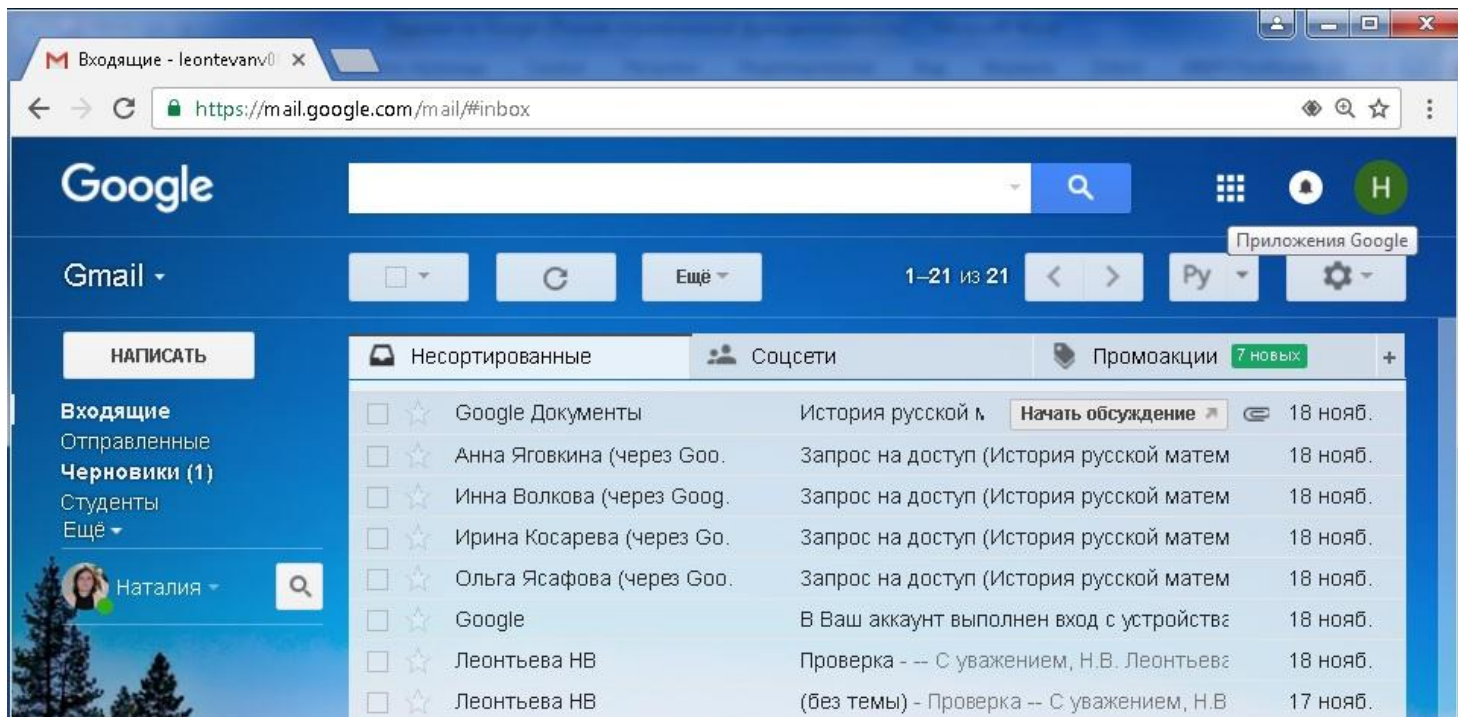 Входящие - leontevanv0
https://mail.google.com/mail/#inbox
Google
Н
Приложения Google
Gmail
Ещё
1–21 из 21
Ру
НАПИСАТЬ
Несортированные
Соцсети
Промоакции
7 новых
+
Входящие
Отправленные
Черновики (1)
Студенты
Ещё
Наталия
Google Документы История русской м Начать обсуждение 18 нояб.
Анна Яговкина (через Goo. Запрос на доступ (История русской матем 18 нояб.
Инна Волкова (через Goog. Запрос на доступ (История русской матем 18 нояб.
Ирина Косарева (через Go. Запрос на доступ (История русской матем 18 нояб.
Ольга Ясафова (через Goo. Запрос на доступ (История русской матем 18 нояб.
Google В Ваш аккаунт выполнен вход с устройства 18 нояб.
Леонтьева НВ Проверка - -- С уважением, Н.В. Леонтьева 18 нояб.
Леонтьева НВ (без темы) - Проверка -- С уважением, Н.В 17 нояб.